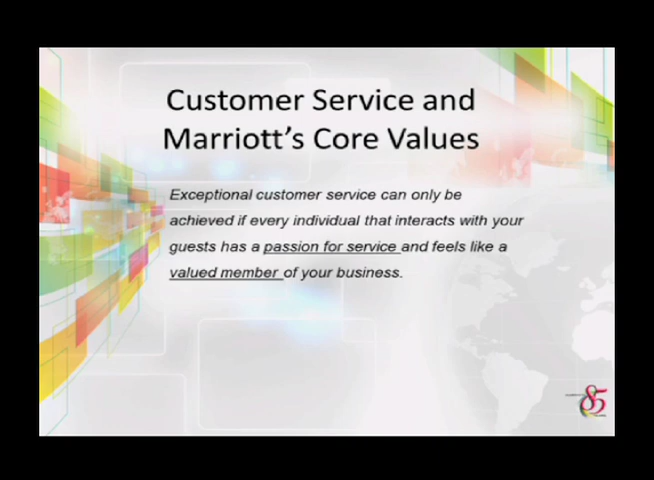 Customer Service and
Marriott's Core Values
Exceptional customer service can only be
achieved if every individual that interacts with your
guests has a passion for service and feels like a
valued member of your business.
85